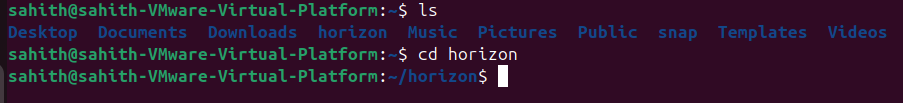 sahith@sahith-VMware-Virtual-Platform:~$ ls
Desktop Documents Downloads horizon Music Pictures Public snap Templates Videos
sahith@sahith-VMware-Virtual-Platform:~$ cd horizon
sahith@sahith-VMware-Virtual-Platform:~/horizon$